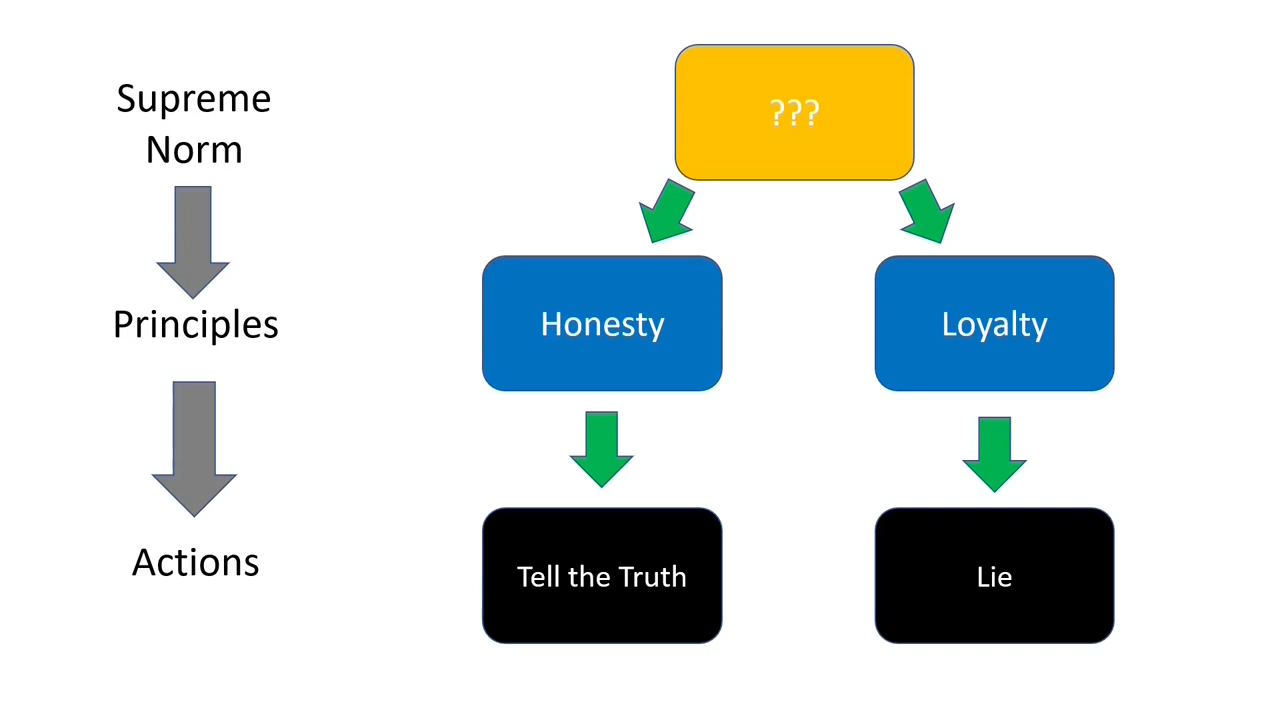 Supreme
Norm
???
Principles
Honesty
Loyalty
Actions
Tell the Truth
Lie